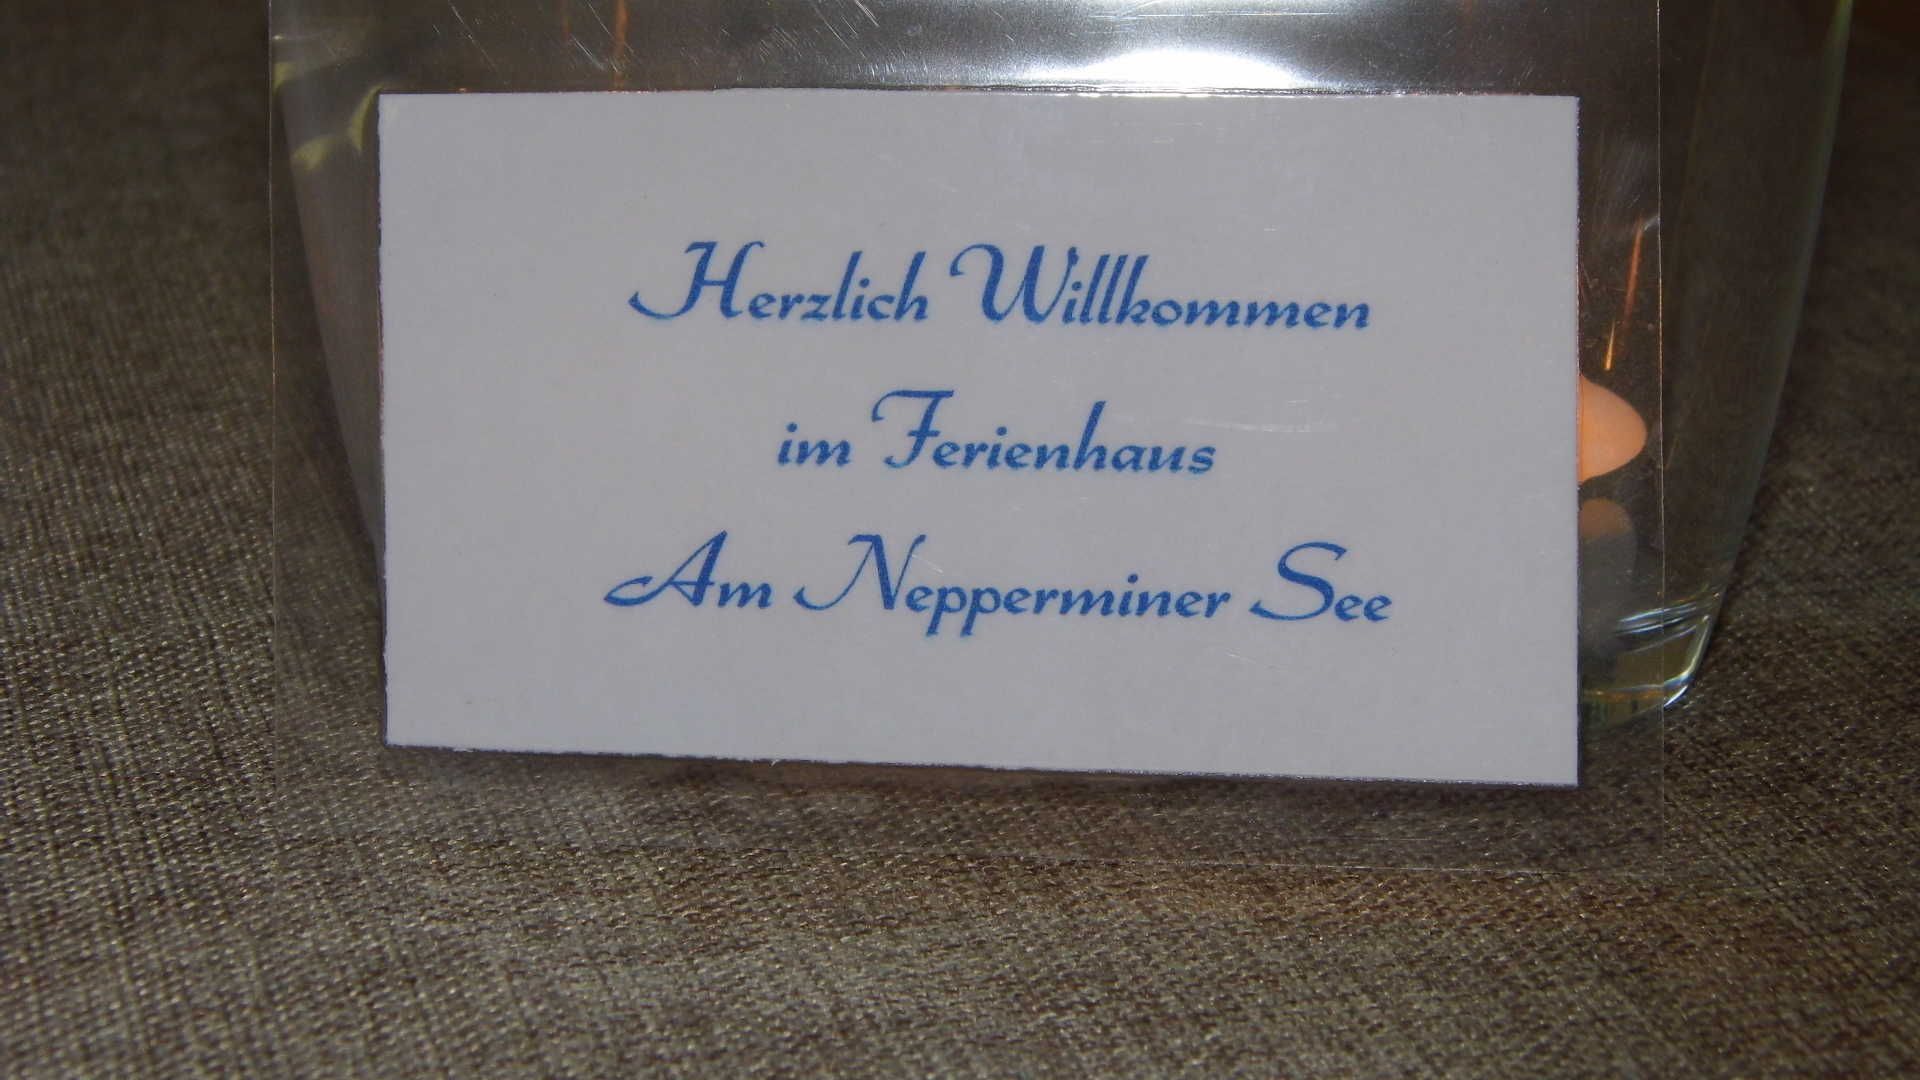 Herzlich Willkommen
im Ferienhaus
Am Nepperminer See